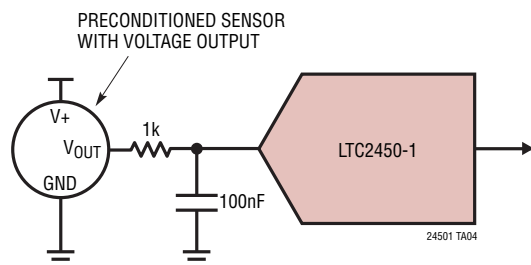 PRECONDITIONED SENSOR
WITH VOLTAGE OUTPUT
V+
1k
VOUT
LTC2450-1
GND
100nF
24501 TA04